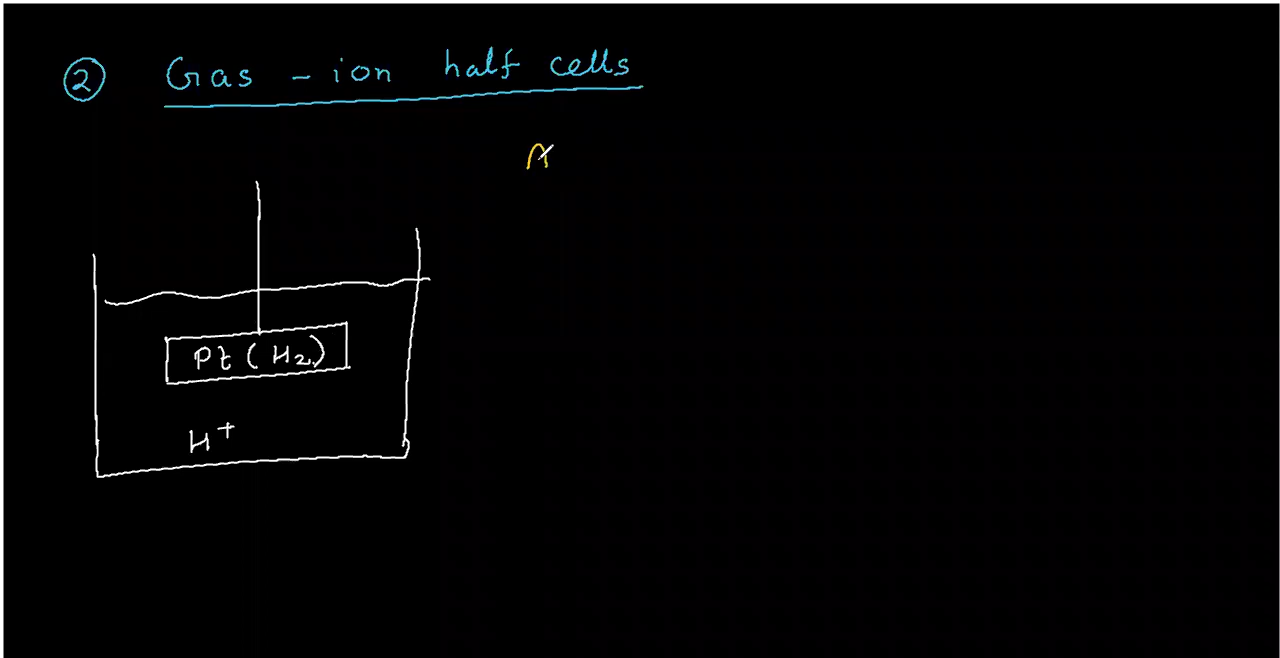 ② Gas - ion half cells
Pt (H₂)
H⁺